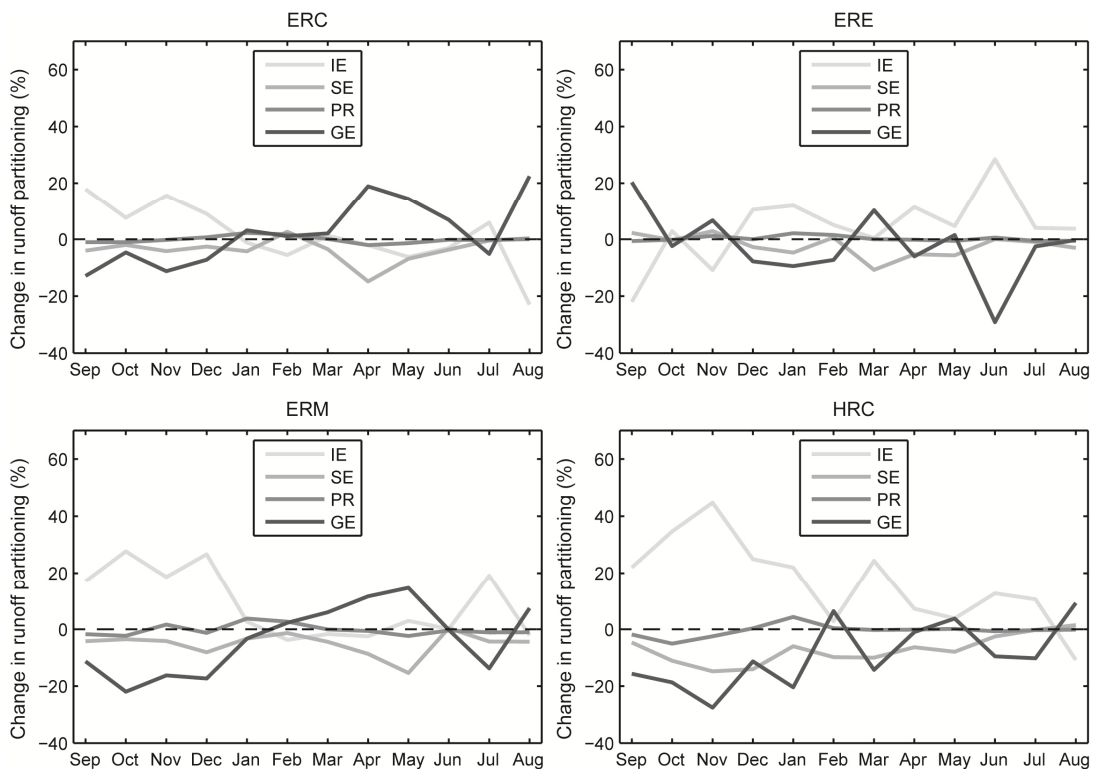 ERC
Change in runoff partitioning (%)
60
40
20
0
−20
−40
IE
SE
PR
GE
Sep Oct Nov Dec Jan Feb Mar Apr May Jun Jul Aug
ERE
Change in runoff partitioning (%)
60
40
20
0
−20
−40
IE
SE
PR
GE
Sep Oct Nov Dec Jan Feb Mar Apr May Jun Jul Aug
ERM
Change in runoff partitioning (%)
60
40
20
0
−20
−40
IE
SE
PR
GE
Sep Oct Nov Dec Jan Feb Mar Apr May Jun Jul Aug
HRC
Change in runoff partitioning (%)
60
40
20
0
−20
−40
IE
SE
PR
GE
Sep Oct Nov Dec Jan Feb Mar Apr May Jun Jul Aug